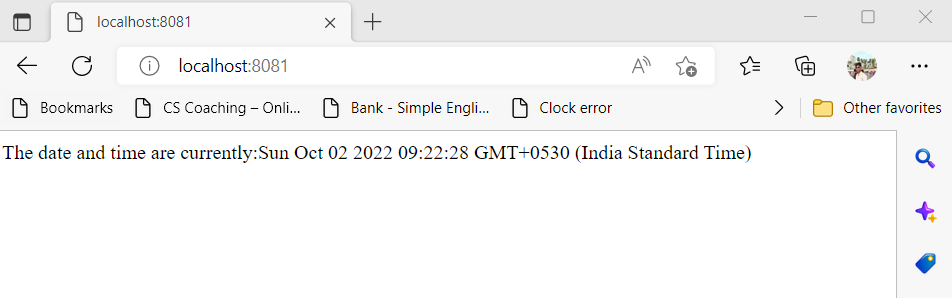 localhost:8081
localhost:8081
Bookmarks CS Coaching – Onli... Bank - Simple Engli... Clock error Other favorites
The date and time are currently:Sun Oct 02 2022 09:22:28 GMT+0530 (India Standard Time)